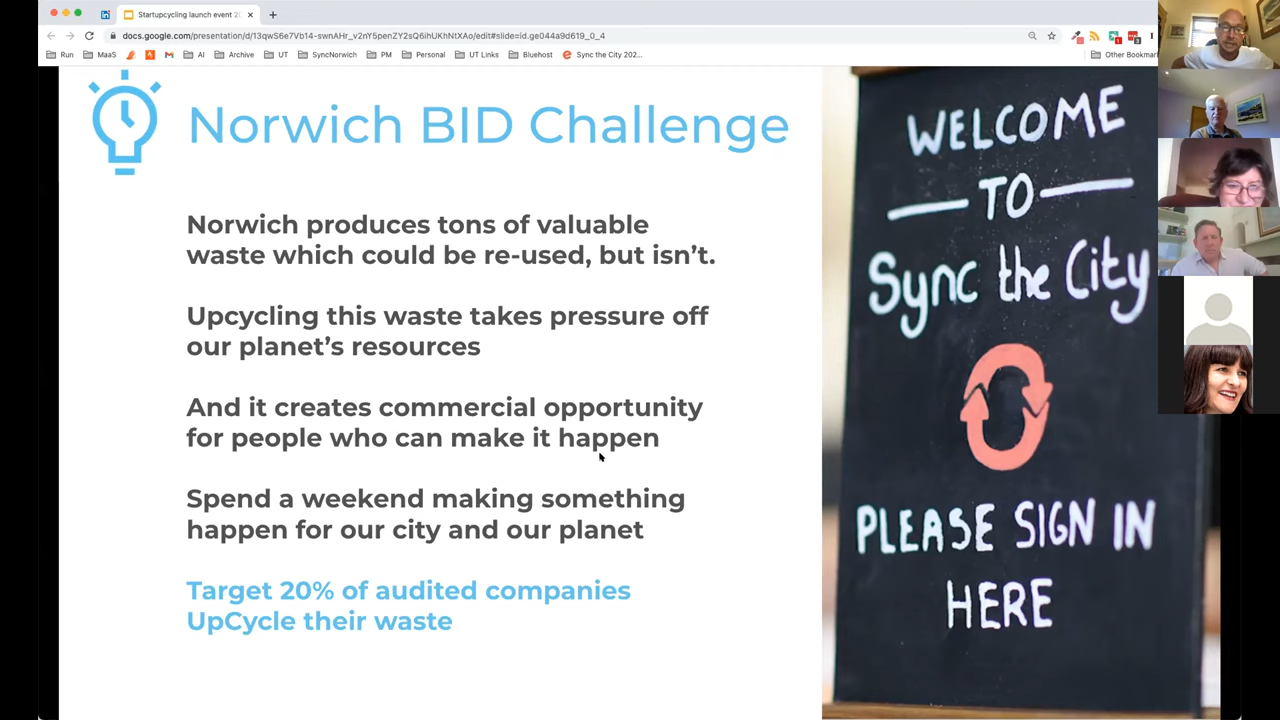 Startupcycling launch event 20
docs.google.com/presentation/d/13qwS6e7Vb14-swnAHr_v2nY5penZY2sQ6ihUKhNtXAo/edit#slide=id.ge044a9d619_0_4
Run MaaS AI Archive UT SyncNorwich PM Personal UT Links Bluehost Sync the City 202... Other Bookmar
Norwich BID Challenge
Norwich produces tons of valuable
waste which could be re-used, but isn't.
Upcycling this waste takes pressure off
our planet's resources
And it creates commercial opportunity
for people who can make it happen
Spend a weekend making something
happen for our city and our planet
Target 20% of audited companies
UpCycle their waste
WELCOME
TO
Sync the City
PLEASE SIGN IN
HERE